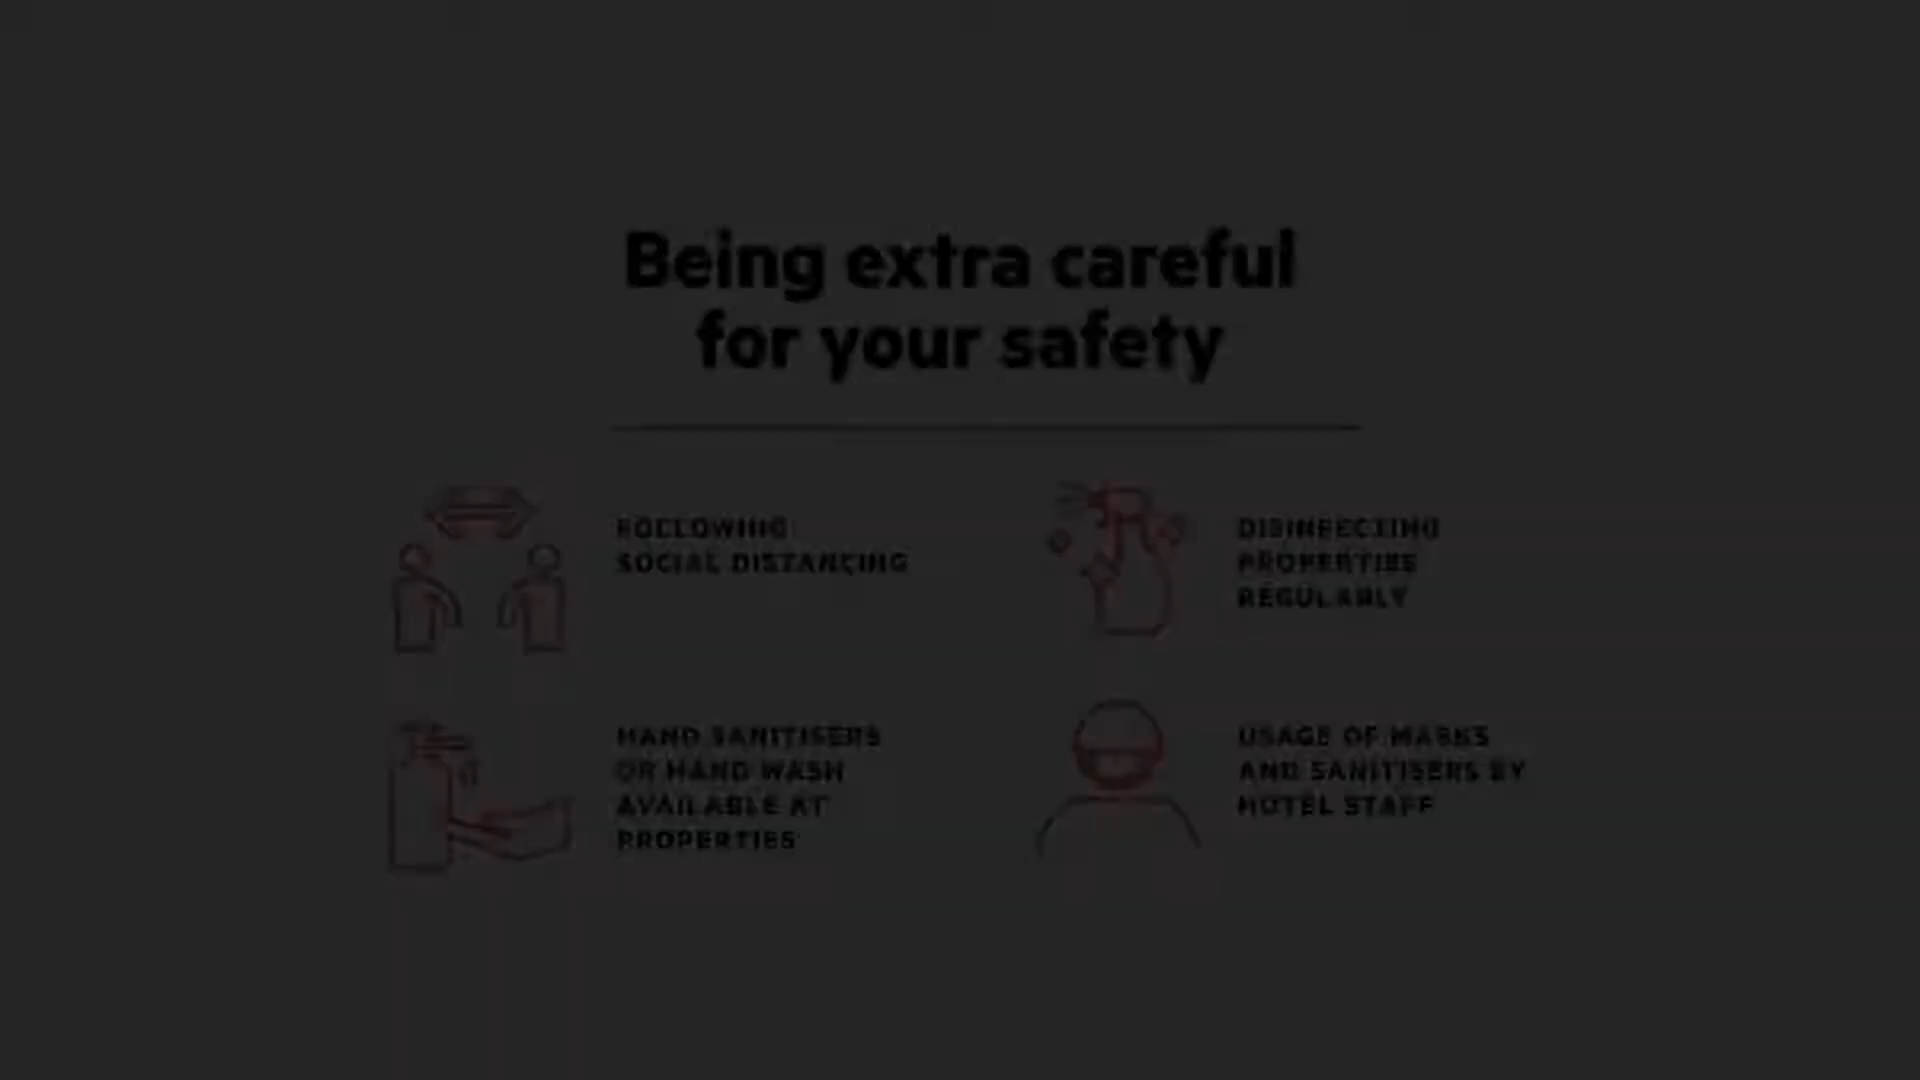 Being extra careful
for your safety
FOLLOWING
SOCIAL DISTANCING
DISINFECTING
PROPERTIES
REGULARLY
HAND SANITISERS
OR HAND WASH
AVAILABLE AT
PROPERTIES
USAGE OF MASKS
AND SANITISERS BY
HOTEL STAFF